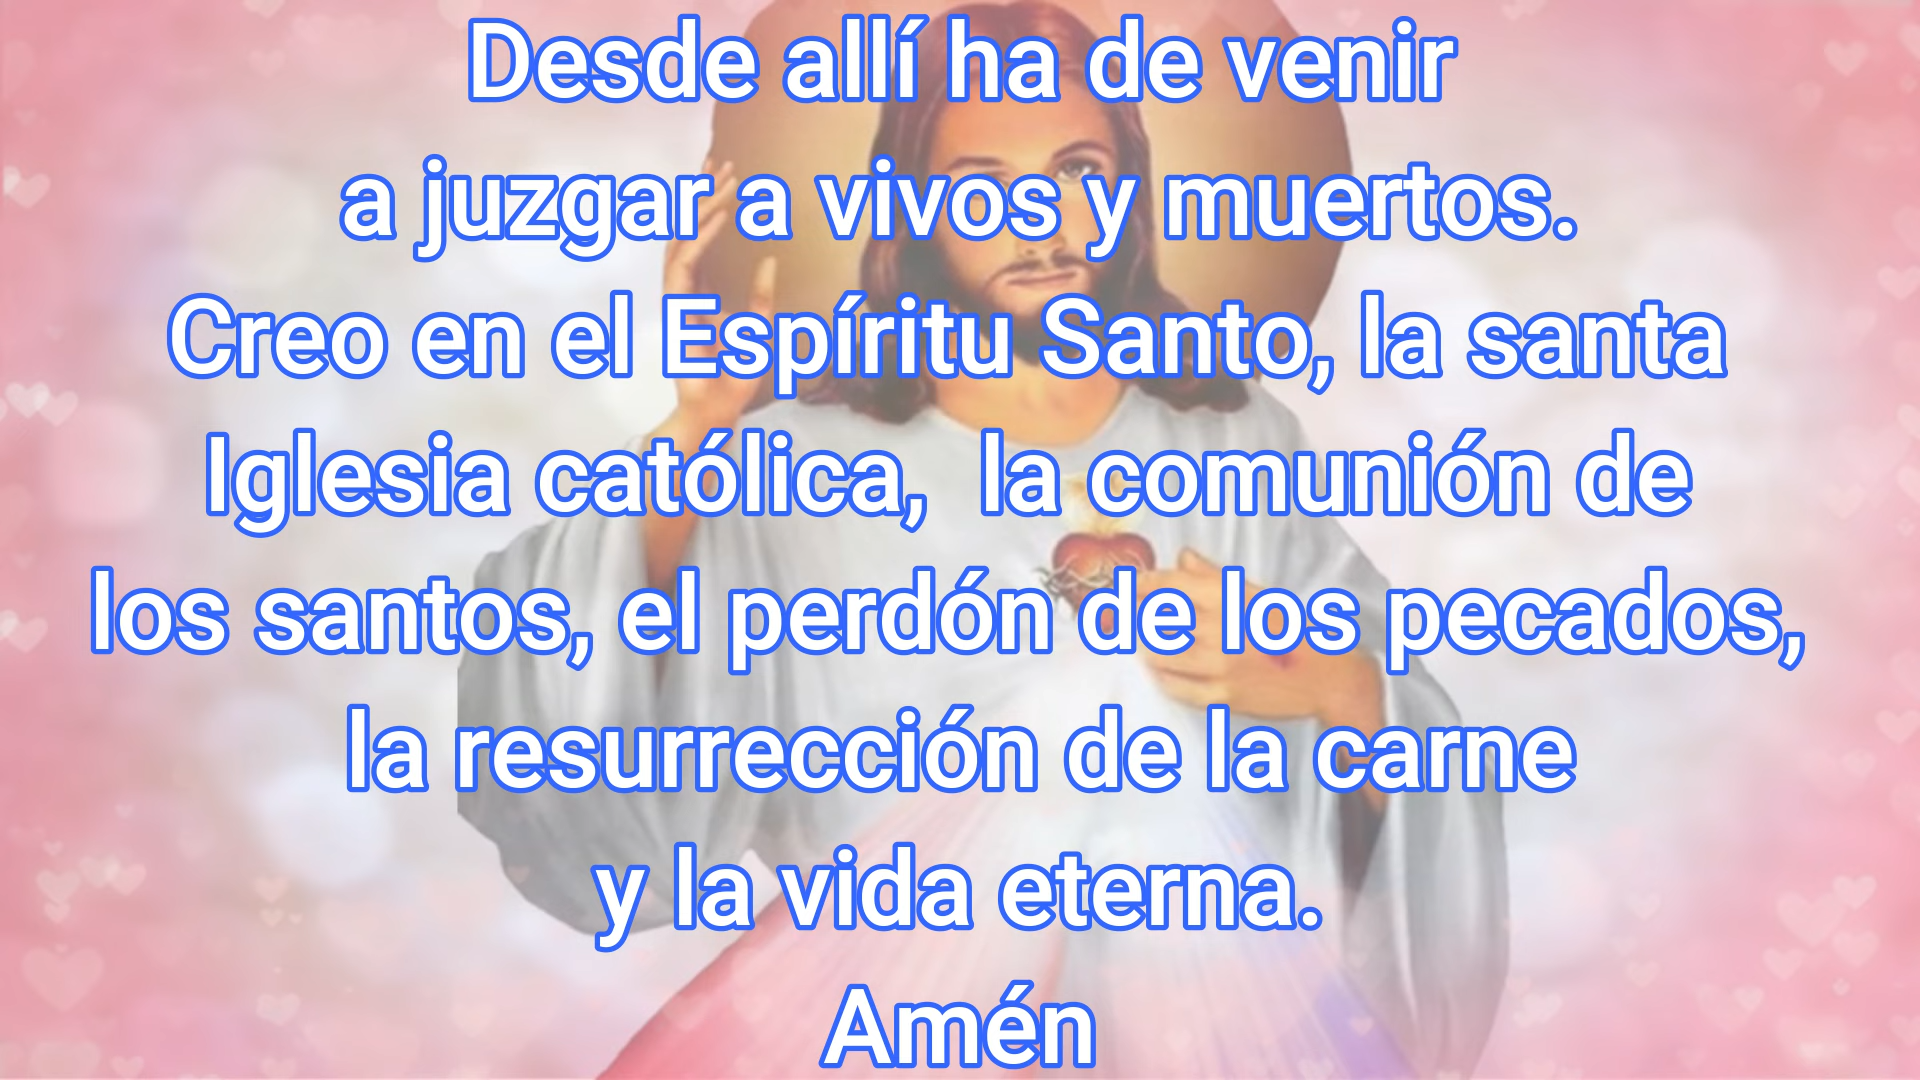 Desde allí ha de venir
a juzgar a vivos y muertos.
Creo en el Espíritu Santo, la santa
Iglesia católica,  la comunión de
los santos, el perdón de los pecados,
la resurrección de la carne
y la vida eterna.
Amén